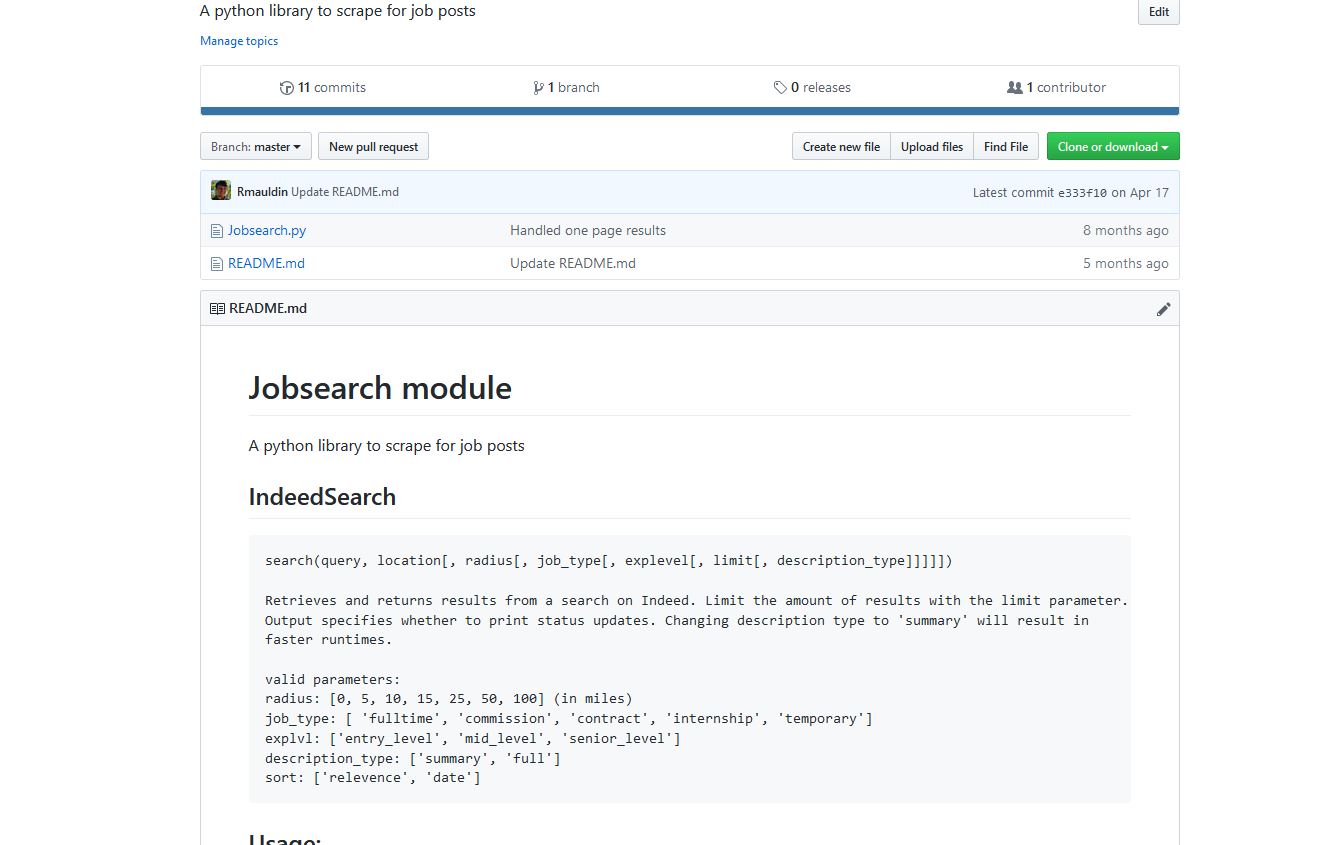 A python library to scrape for job posts
Edit
Manage topics
11 commits
1 branch
0 releases
1 contributor
Branch: master
New pull request
Create new file
Upload files
Find File
Clone or download
Rmauldin Update README.md
Latest commit e333f10 on Apr 17
Jobsearch.py
Handled one page results
8 months ago
README.md
Update README.md
5 months ago
README.md
Jobsearch module
A python library to scrape for job posts
IndeedSearch
search(query, location[, radius[, job_type[, explevel[, limit[, description_type]]]]])
Retrieves and returns results from a search on Indeed. Limit the amount of results with the limit parameter.
Output specifies whether to print status updates. Changing description type to 'summary' will result in
faster runtimes.
valid parameters:
radius: [0, 5, 10, 15, 25, 50, 100] (in miles)
job_type: [ 'fulltime', 'commission', 'contract', 'internship', 'temporary']
explvl: ['entry_level', 'mid_level', 'senior_level']
description_type: ['summary', 'full']
sort: ['relevence', 'date']
Usage: